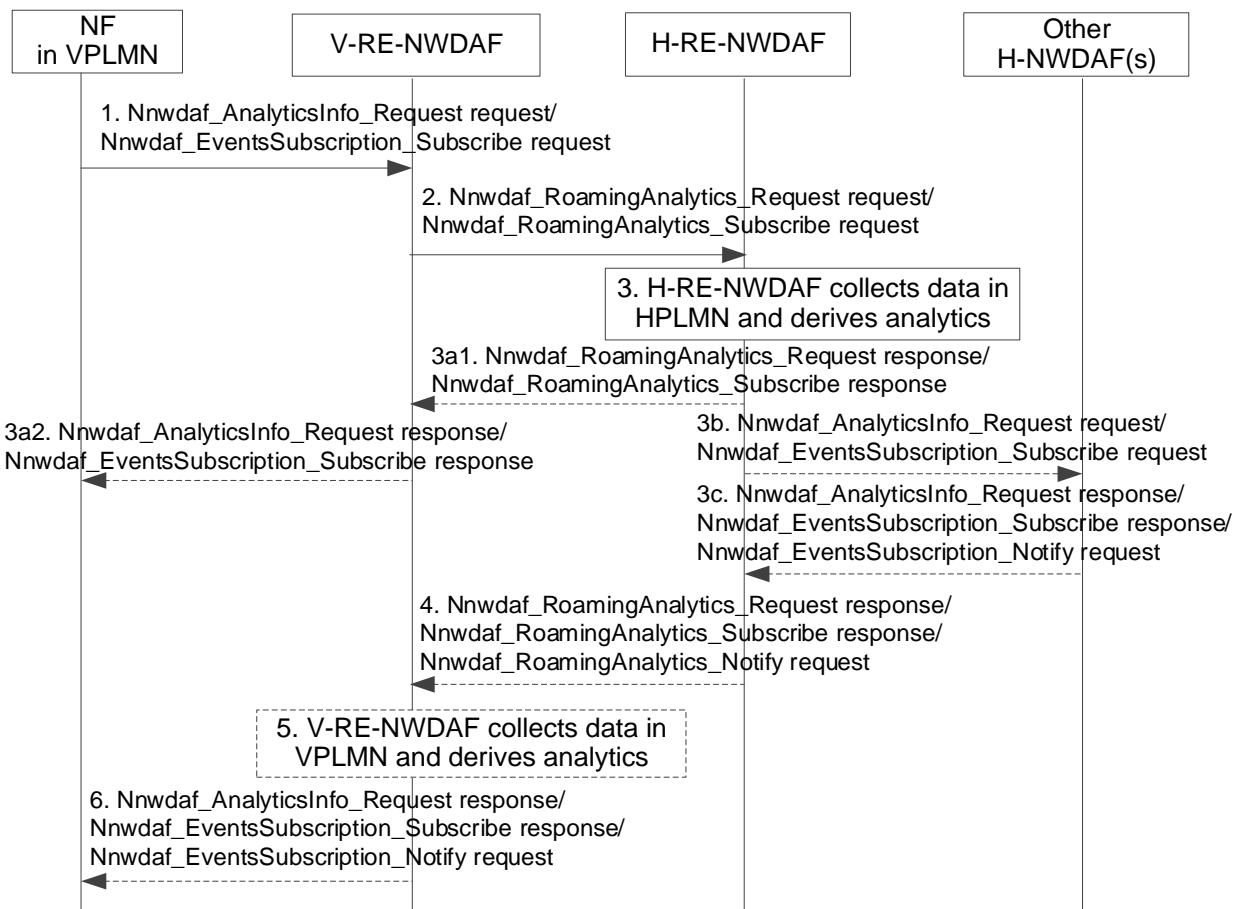 NF
in VPLMN
V-RE-NWDAF
H-RE-NWDAF
Other
H-NWDAF(s)
1. Nnwdaf_AnalyticsInfo_Request request/
Nnwdaf_EventsSubscription_Subscribe request
2. Nnwdaf_RoamingAnalytics_Request request/
Nnwdaf_RoamingAnalytics_Subscribe request
3. H-RE-NWDAF collects data in
HPLMN and derives analytics
3a1. Nnwdaf_RoamingAnalytics_Request response/
Nnwdaf_RoamingAnalytics_Subscribe response
3a2. Nnwdaf_AnalyticsInfo_Request response/
Nnwdaf_EventsSubscription_Subscribe response
3b. Nnwdaf_AnalyticsInfo_Request request/
Nnwdaf_EventsSubscription_Subscribe request
3c. Nnwdaf_AnalyticsInfo_Request response/
Nnwdaf_EventsSubscription_Subscribe response/
Nnwdaf_EventsSubscription_Notify request
4. Nnwdaf_RoamingAnalytics_Request response/
Nnwdaf_RoamingAnalytics_Subscribe response/
Nnwdaf_RoamingAnalytics_Notify request
5. V-RE-NWDAF collects data in
VPLMN and derives analytics
6. Nnwdaf_AnalyticsInfo_Request response/
Nnwdaf_EventsSubscription_Subscribe response/
Nnwdaf_EventsSubscription_Notify request